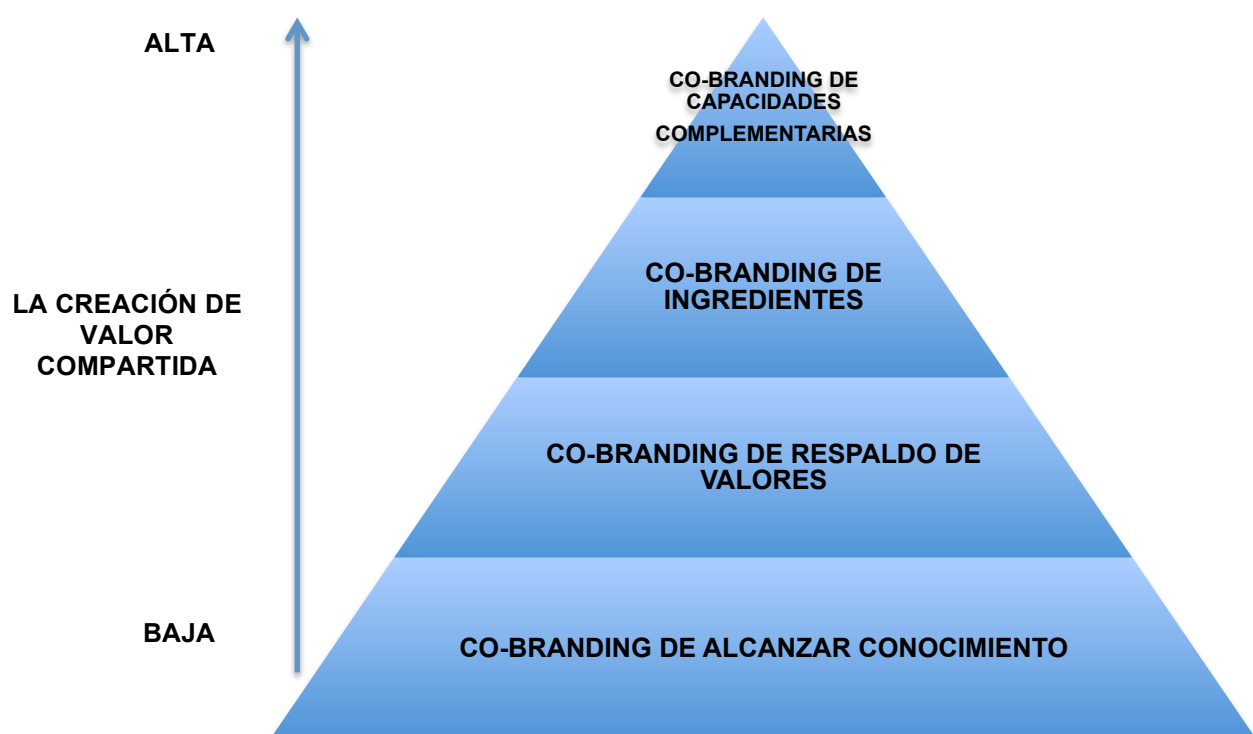 ALTA
CO-BRANDING DE
CAPACIDADES
COMPLEMENTARIAS
CO-BRANDING DE
INGREDIENTES
LA CREACIÓN DE
VALOR
COMPARTIDA
CO-BRANDING DE RESPALDO DE
VALORES
BAJA
CO-BRANDING DE ALCANZAR CONOCIMIENTO